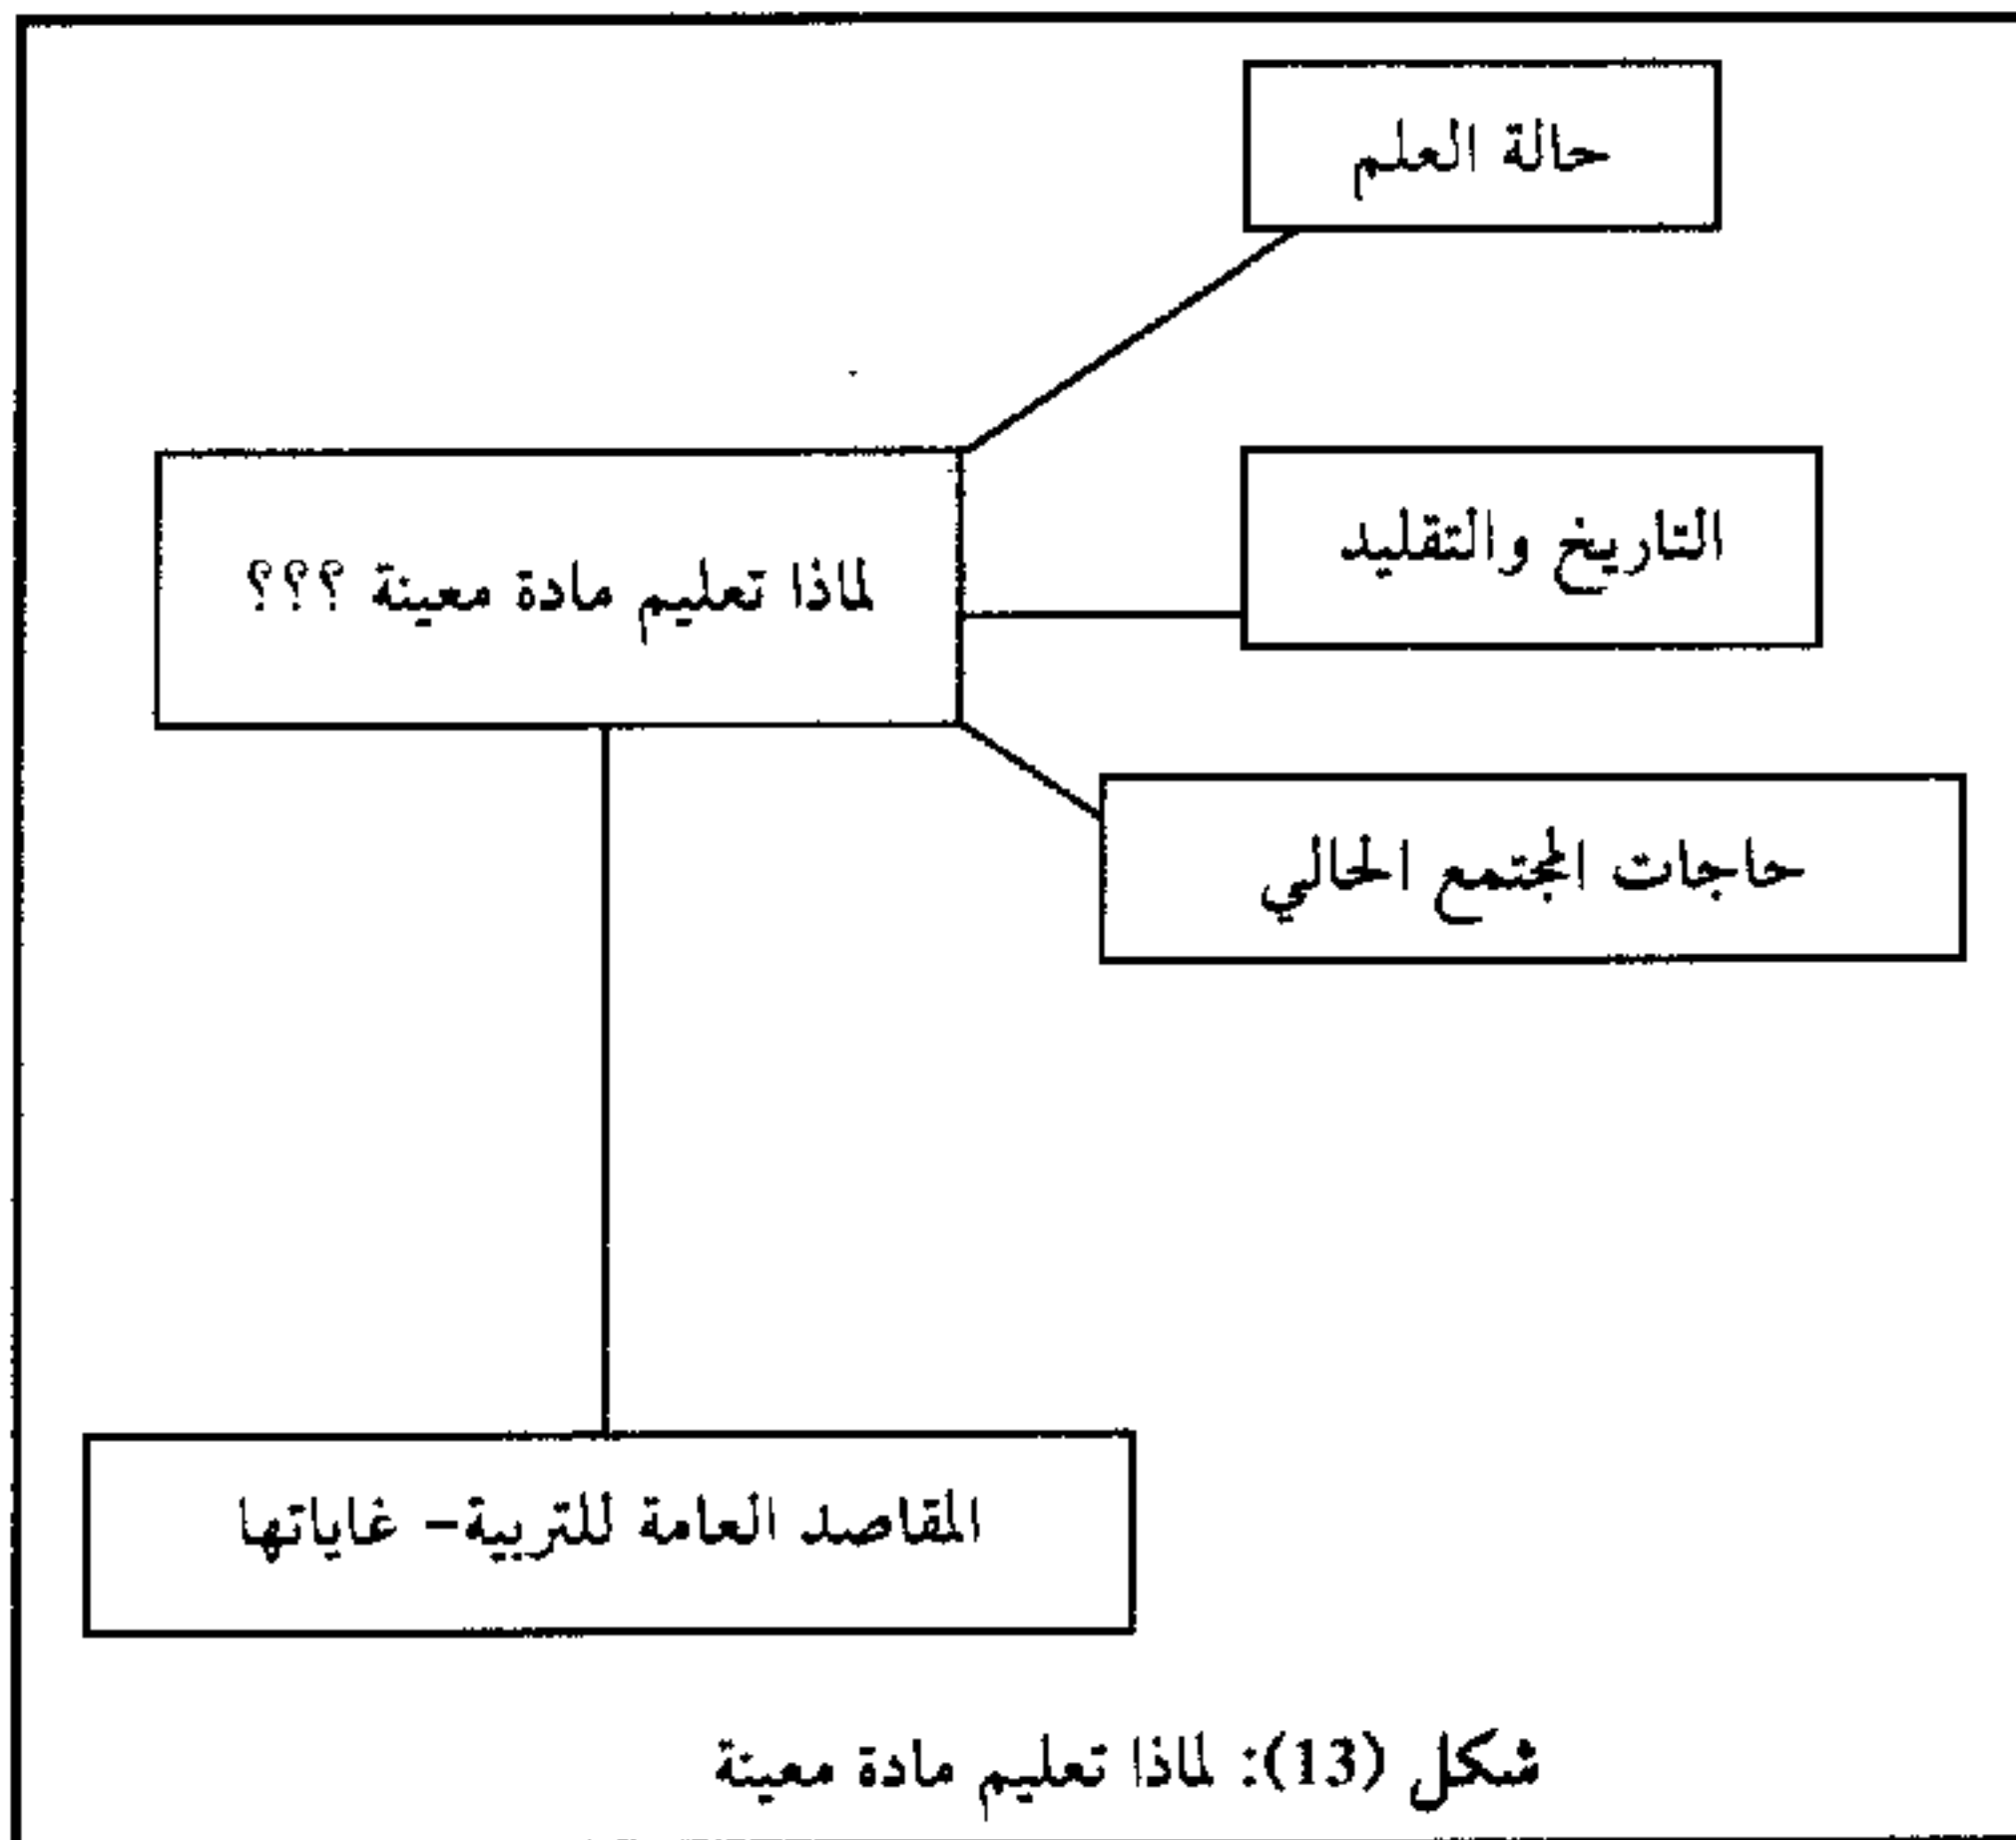 حالة العلم
التاريخ والتقليد
لماذا تعليم مادة معينة ؟؟؟
حاجات المجتمع الحالي
المقاصد العامة للتربية- غاياتها
شكل (13): لماذا تعليم مادة معينة